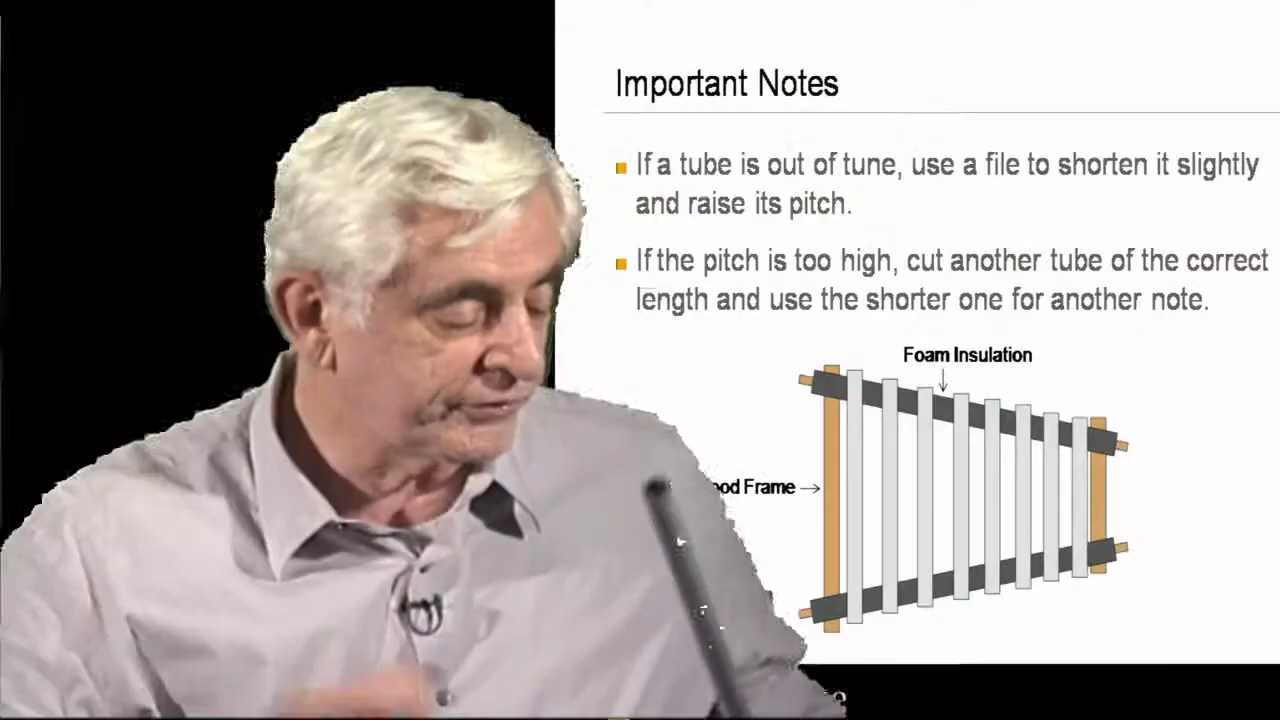 Important Notes
If a tube is out of tune, use a file to shorten it slightly
and raise its pitch.
If the pitch is too high, cut another tube of the correct
length and use the shorter one for another note.
Foam Insulation
Frame